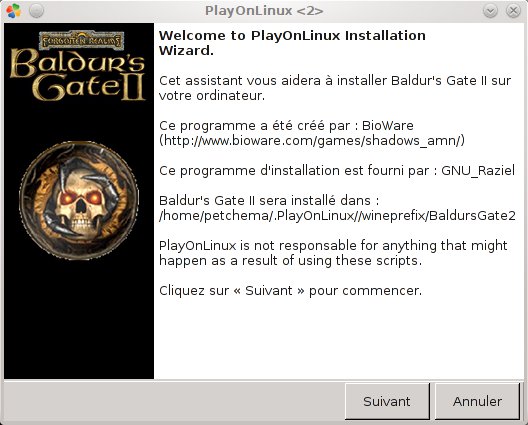 PlayOnLinux <2>
FORGOTTEN REALMS
Baldur's
Gate II
Welcome to PlayOnLinux Installation
Wizard.
Cet assistant vous aidera à installer Baldur's Gate II sur
votre ordinateur.
Ce programme a été créé par : BioWare
(http://www.bioware.com/games/shadows_amn/)
Ce programme d'installation est fourni par : GNU_Raziel
Baldur's Gate II sera installé dans :
/home/petchema/.PlayOnLinux//wineprefix/BaldursGate2
PlayOnLinux is not responsable for anything that might
happen as a result of using these scripts.
Cliquez sur « Suivant » pour commencer.
Suivant
Annuler